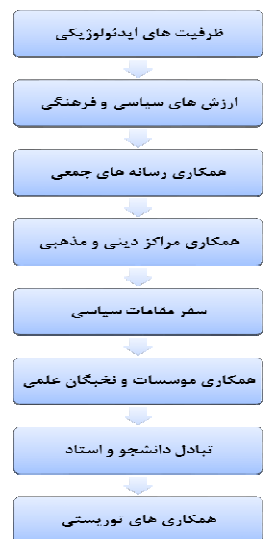 ظرفیت های ایدئولوژیکی
ارزش های سیاسی و فرهنگی
همکاری رسانه های جمعی
همکاری مراکز دینی و مذهبی
سفر مقامات سیاسی
همکاری موسسات و نخبگان علمی
تبادل دانشجو و استاد
همکاری های توریستی